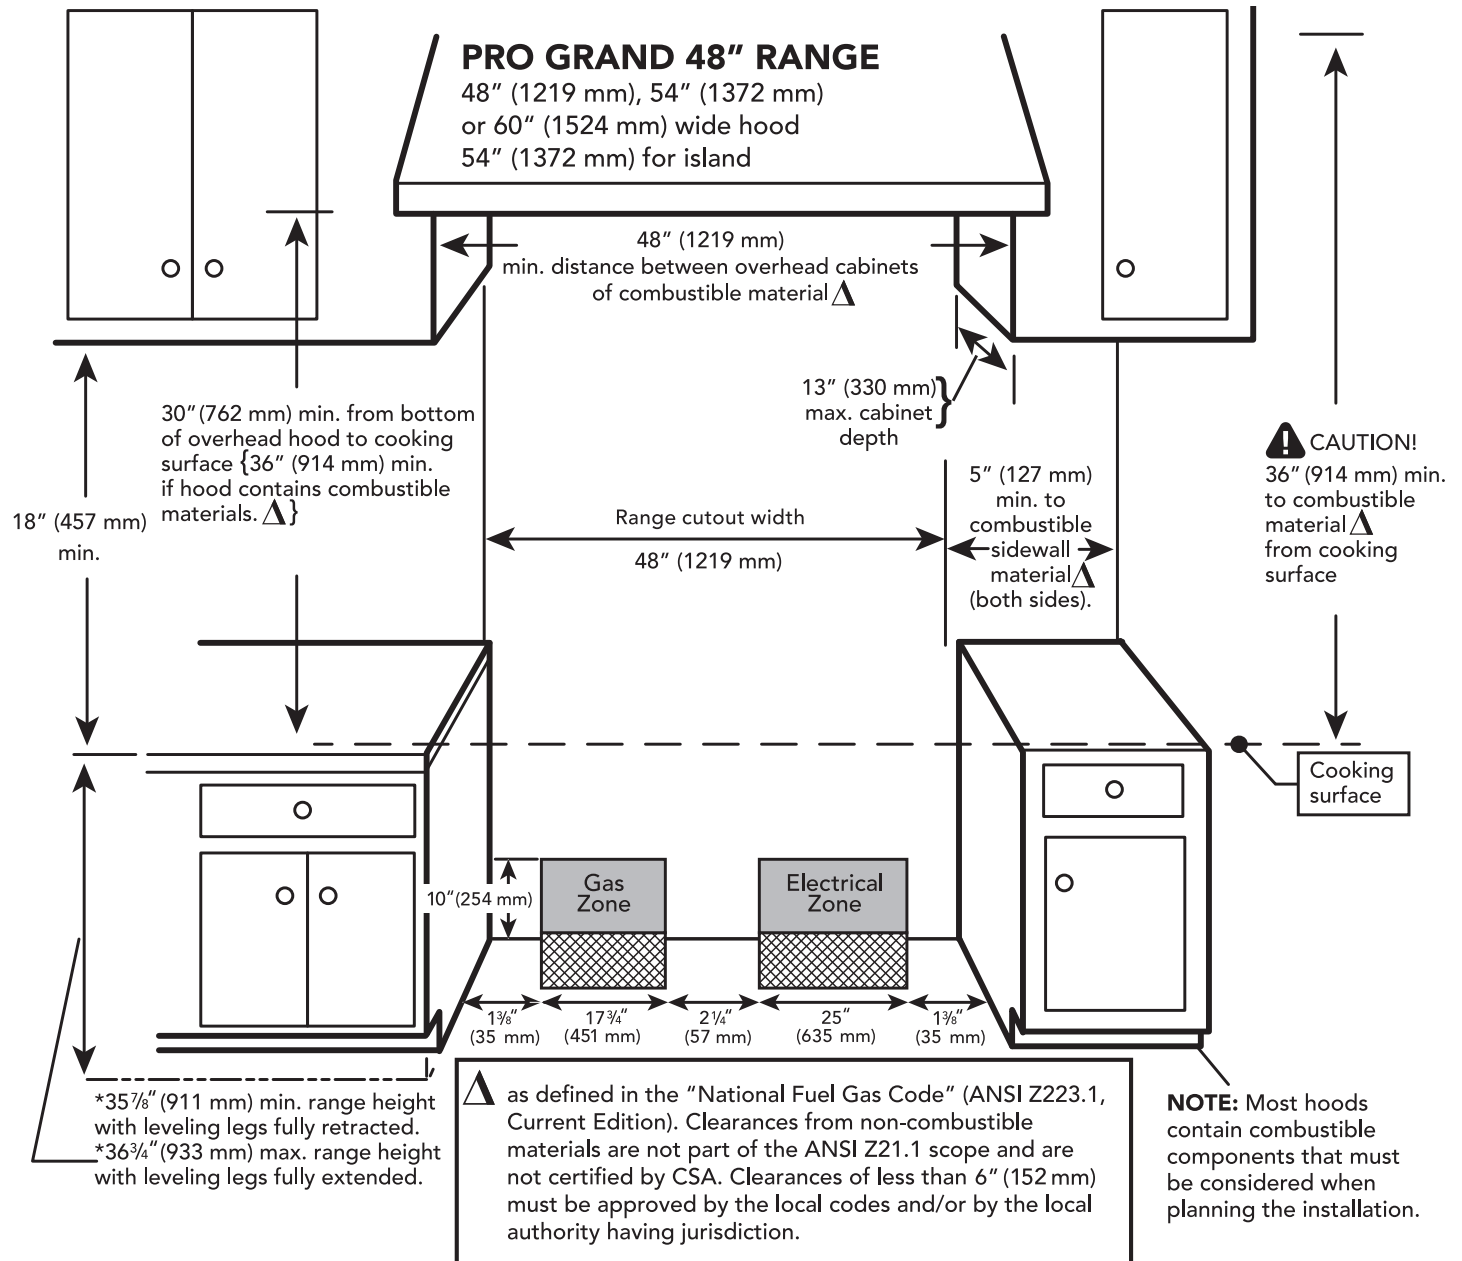 PRO GRAND 48" RANGE
48" (1219 mm), 54" (1372 mm)
or 60" (1524 mm) wide hood
54" (1372 mm) for island
48" (1219 mm)
min. distance between overhead cabinets
of combustible material Δ
13" (330 mm)
max. cabinet
depth
30" (762 mm) min. from bottom
of overhead hood to cooking
surface {36" (914 mm) min.
if hood contains combustible
materials. Δ}
18" (457 mm)
min.
Range cutout width
48" (1219 mm)
5" (127 mm)
min. to
combustible
sidewall
material Δ
(both sides).
CAUTION!
36" (914 mm) min.
to combustible
material Δ
from cooking
surface
Cooking
surface
10" (254 mm)
Gas
Zone
Electrical
Zone
1⅜"
(35 mm)
17¾"
(451 mm)
2¼"
(57 mm)
25"
(635 mm)
1⅜"
(35 mm)
*35⅞" (911 mm) min. range height
with leveling legs fully retracted.
*36¾" (933 mm) max. range height
with leveling legs fully extended.
Δ as defined in the "National Fuel Gas Code" (ANSI Z223.1,
Current Edition). Clearances from non-combustible
materials are not part of the ANSI Z21.1 scope and are
not certified by CSA. Clearances of less than 6" (152 mm)
must be approved by the local codes and/or by the local
authority having jurisdiction.
NOTE: Most hoods
contain combustible
components that must
be considered when
planning the installation.